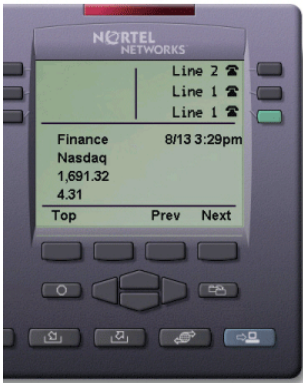 NORTEL
NETWORKS
Line 2
Line 1
Line 1
Finance 8/13 3:29pm
Nasdaq
1,691.32
4.31
Top Prev Next